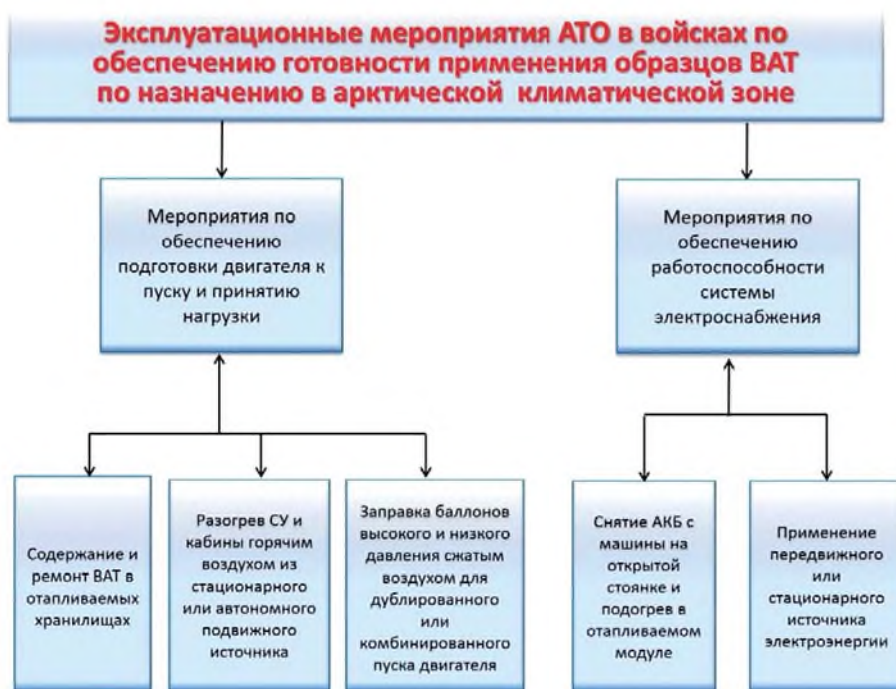 Эксплуатационные мероприятия АТО в войсках по
обеспечению готовности применения образцов ВАТ
по назначению в арктической климатической зоне
Мероприятия по
обеспечению
подготовки двигателя к
пуску и принятию
нагрузки
Мероприятия по
обеспечению
работоспособности
системы
электроснабжения
Содержание и
ремонт ВАТ в
отапливаемых
хранилищах
Разогрев СУ и
кабины горячим
воздухом из
стационарного
или автономного
подвижного
источника
Заправка баллонов
высокого и низкого
давления сжатым
воздухом для
дублированного
или
комбинированного
пуска двигателя
Снятие АКБ с
машины на
открытой
стоянке и
подогрев в
отапливаемом
модуле
Применение
передвижного
или
стационарного
источника
электроэнергии